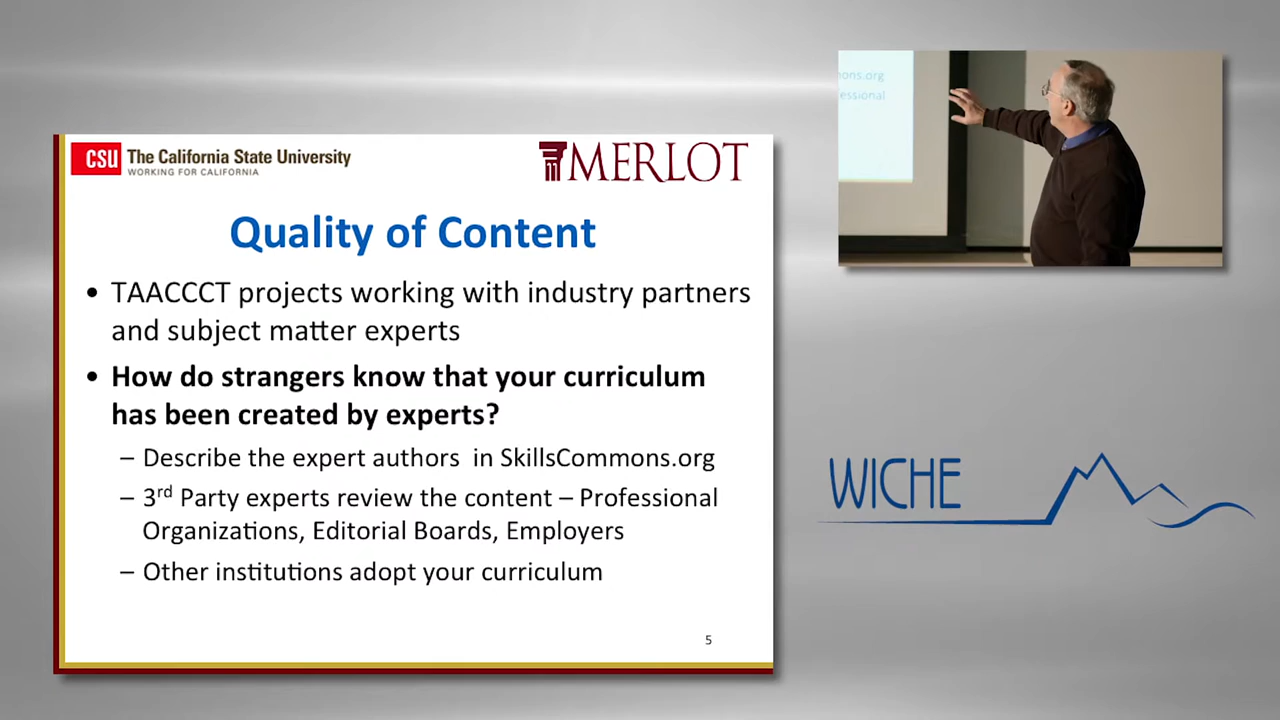 CSU The California State University
WORKING FOR CALIFORNIA
MERLOT
Quality of Content
• TAACCCT projects working with industry partners
and subject matter experts
• How do strangers know that your curriculum
has been created by experts?
– Describe the expert authors in SkillsCommons.org
– 3rd Party experts review the content – Professional
Organizations, Editorial Boards, Employers
– Other institutions adopt your curriculum
5
ons.org
essional
WICHE